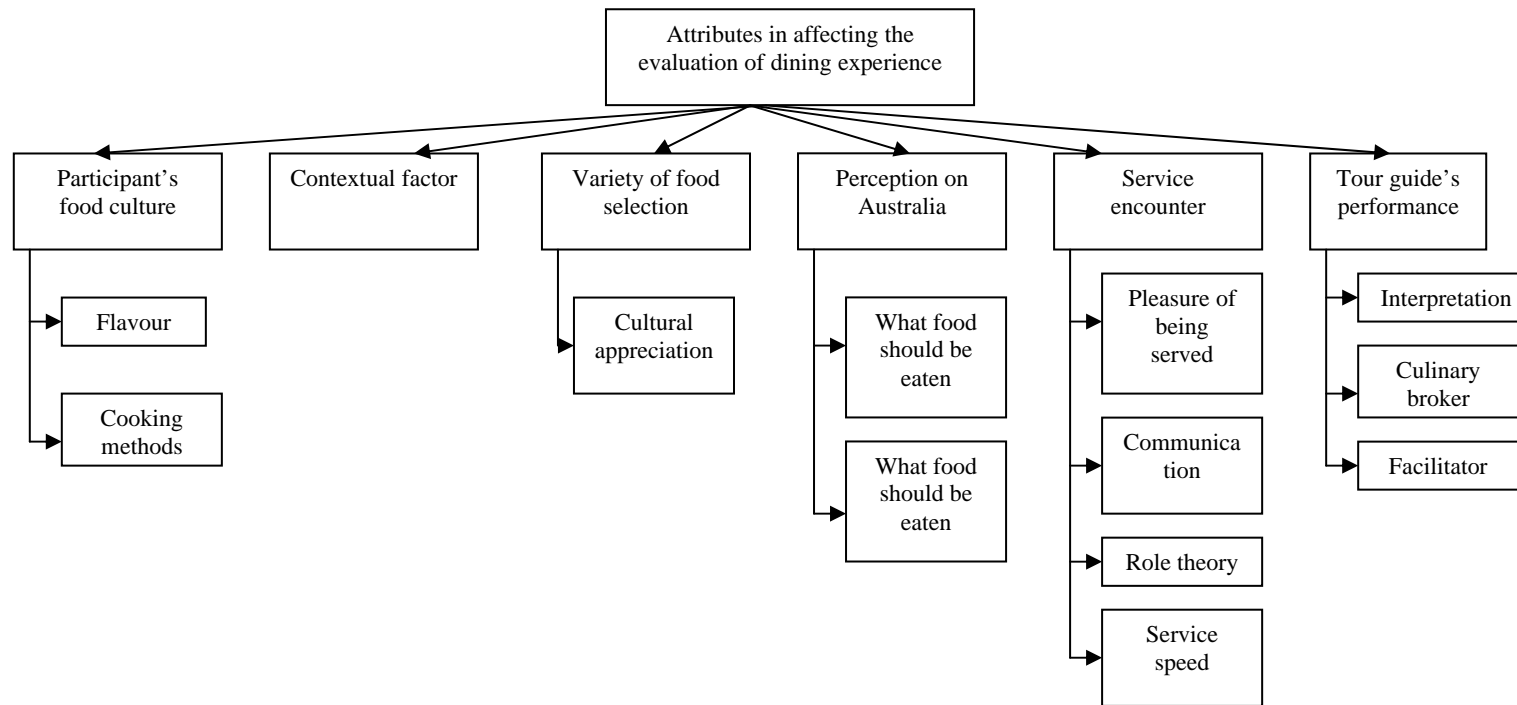 Attributes in affecting the
evaluation of dining experience
Participant’s
food culture
Contextual factor
Variety of food
selection
Perception on
Australia
Service
encounter
Tour guide’s
performance
Flavour
Cooking
methods
Cultural
appreciation
What food
should be
eaten
What food
should be
eaten
Pleasure of
being
served
Communica
tion
Role theory
Service
speed
Interpretation
Culinary
broker
Facilitator